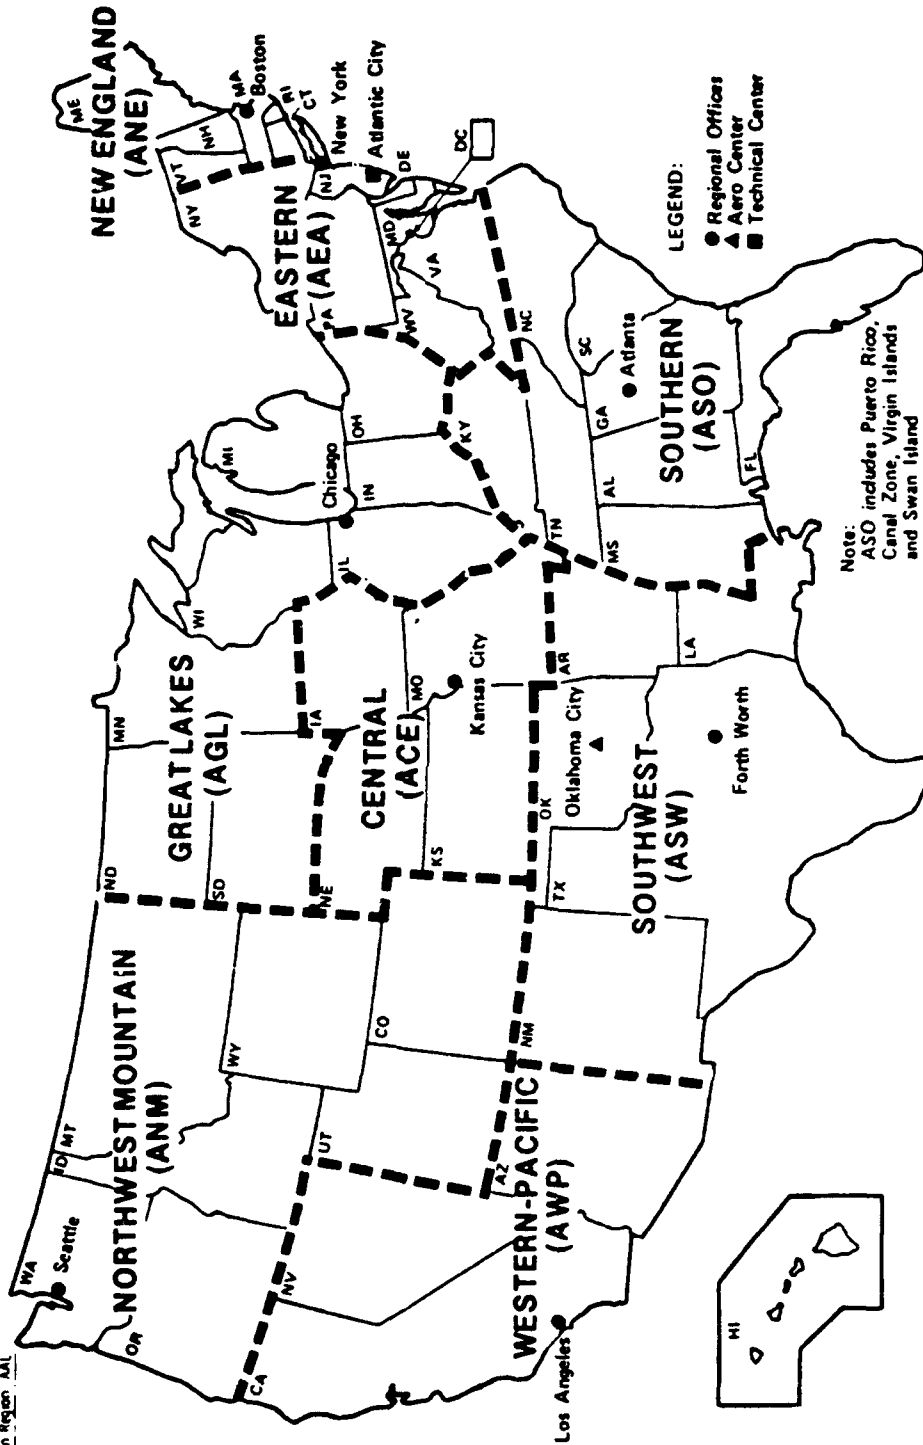 n Region AAL
WA
Seattle
ID
MT
ND
MN
NORTHWEST MOUNTAIN
(ANM)
OR
WY
SD
GREAT LAKES
(AGL)
WI
MI
NEW ENGLAND
(ANE)
ME
VT
NH
MA
Boston
RI
CT
NY
New York
EASTERN
(AEA)
NJ
Atlantic City
PA
MD
DE
DC
WV
VA
CA
NV
UT
CO
NE
IA
IL
Chicago
IN
OH
KY
CENTRAL
(ACE)
KS
MO
Kansas City
WESTERN-PACIFIC
(AWP)
Los Angeles
AZ
NM
TX
OK
Oklahoma City
AR
TN
NC
SC
SOUTHWEST
(ASW)
Forth Worth
LA
MS
AL
GA
Atlanta
SOUTHERN
(ASO)
FL
HI
LEGEND:
Regional Offices
Aero Center
Technical Center
Note:
ASO includes Puerto Rico,
Canal Zone, Virgin Islands
and Swan Island